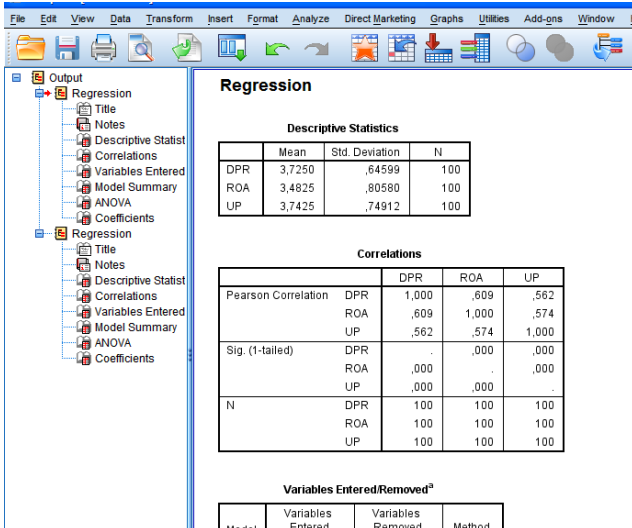 File Edit View Data Transform Insert Format Analyze Direct Marketing Graphs Utilities Add-ons Window
Output
Regression
Title
Notes
Descriptive Statist
Correlations
Variables Entered
Model Summary
ANOVA
Coefficients
Regression
Title
Notes
Descriptive Statist
Correlations
Variables Entered
Model Summary
ANOVA
Coefficients
Regression
Descriptive Statistics
Mean Std. Deviation N
DPR 3,7250 ,64599 100
ROA 3,4825 ,80580 100
UP 3,7425 ,74912 100
Correlations
DPR ROA UP
Pearson Correlation DPR 1,000 ,609 ,562
ROA ,609 1,000 ,574
UP ,562 ,574 1,000
Sig. (1-tailed) DPR . ,000 ,000
ROA ,000 . ,000
UP ,000 ,000 .
N DPR 100 100 100
ROA 100 100 100
UP 100 100 100
Variables Entered/Removeda
Variables Variables
Model Entered Removed Method